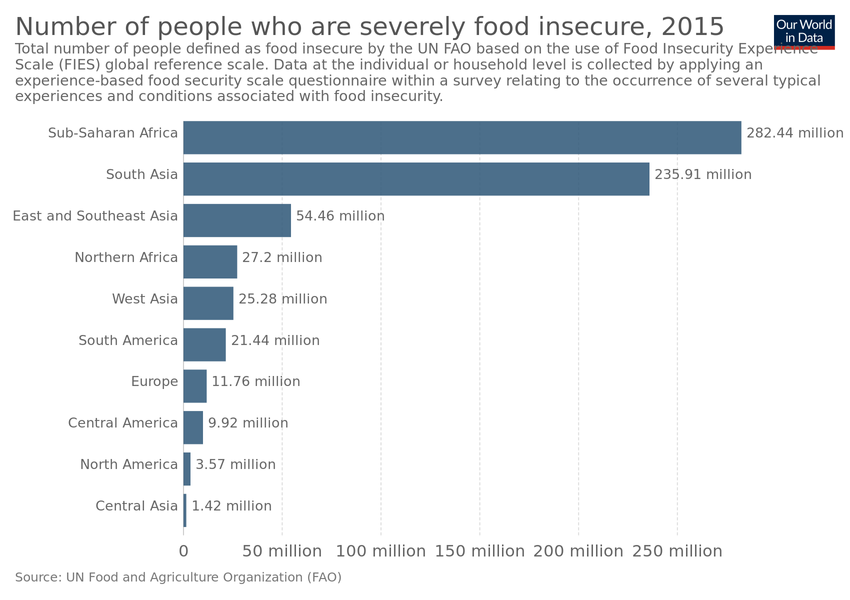 Number of people who are severely food insecure, 2015
Our World
in Data
Total number of people defined as food insecure by the UN FAO based on the use of Food Insecurity Experience
Scale (FIES) global reference scale. Data at the individual or household level is collected by applying an
experience-based food security scale questionnaire within a survey relating to the occurrence of several typical
experiences and conditions associated with food insecurity.
Sub-Saharan Africa 282.44 million
South Asia 235.91 million
East and Southeast Asia 54.46 million
Northern Africa 27.2 million
West Asia 25.28 million
South America 21.44 million
Europe 11.76 million
Central America 9.92 million
North America 3.57 million
Central Asia 1.42 million
0 50 million 100 million 150 million 200 million 250 million
Source: UN Food and Agriculture Organization (FAO)